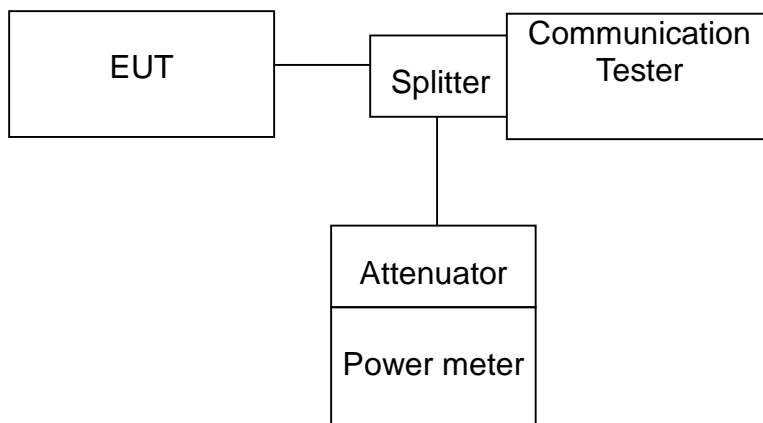 EUT
Splitter
Communication
Tester
Attenuator
Power meter